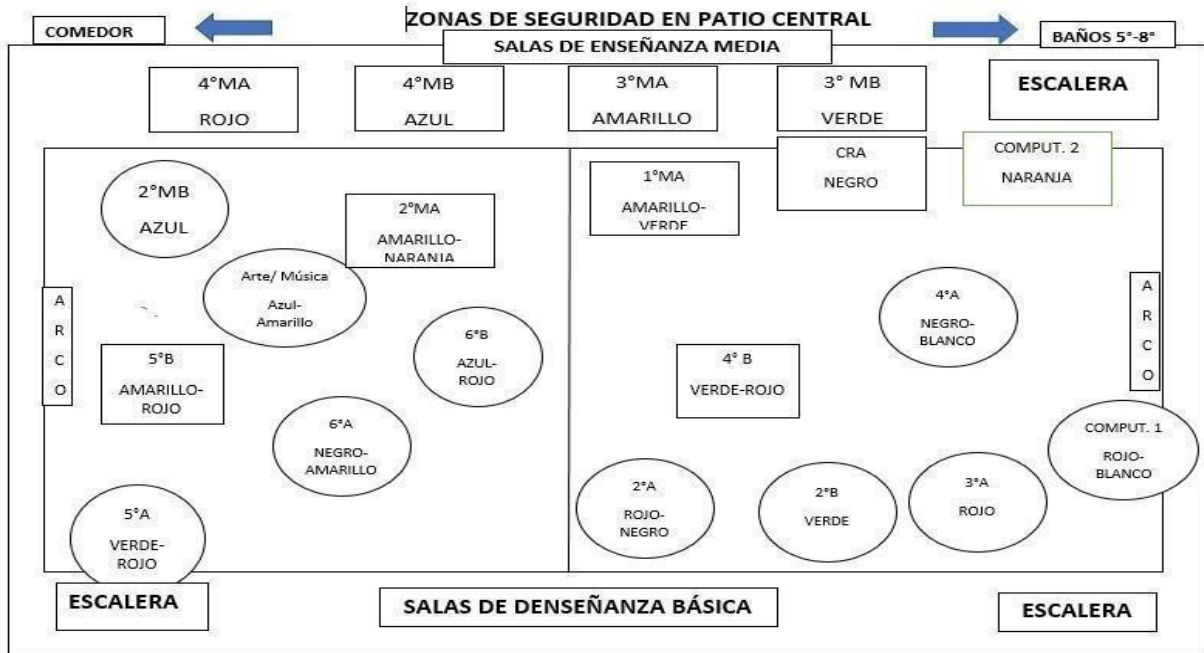 ZONAS DE SEGURIDAD EN PATIO CENTRAL
COMEDOR
BAÑOS 5°-8°
SALAS DE ENSEÑANZA MEDIA
4°MA
ROJO
4°MB
AZUL
3°MA
AMARILLO
3° MB
VERDE
ESCALERA
CRA
NEGRO
COMPUT. 2
NARANJA
2°MB
AZUL
2°MA
AMARILLO-
NARANJA
1°MA
AMARILLO-
VERDE
Arte/ Música
Azul-
Amarillo
A
R
C
O
6°B
AZUL-
ROJO
4°A
NEGRO-
BLANCO
A
R
C
O
5°B
AMARILLO-
ROJO
4° B
VERDE-ROJO
6°A
NEGRO-
AMARILLO
COMPUT. 1
ROJO-
BLANCO
5°A
VERDE-
ROJO
2°A
ROJO-
NEGRO
2°B
VERDE
3°A
ROJO
ESCALERA
SALAS DE DENSEÑANZA BÁSICA
ESCALERA